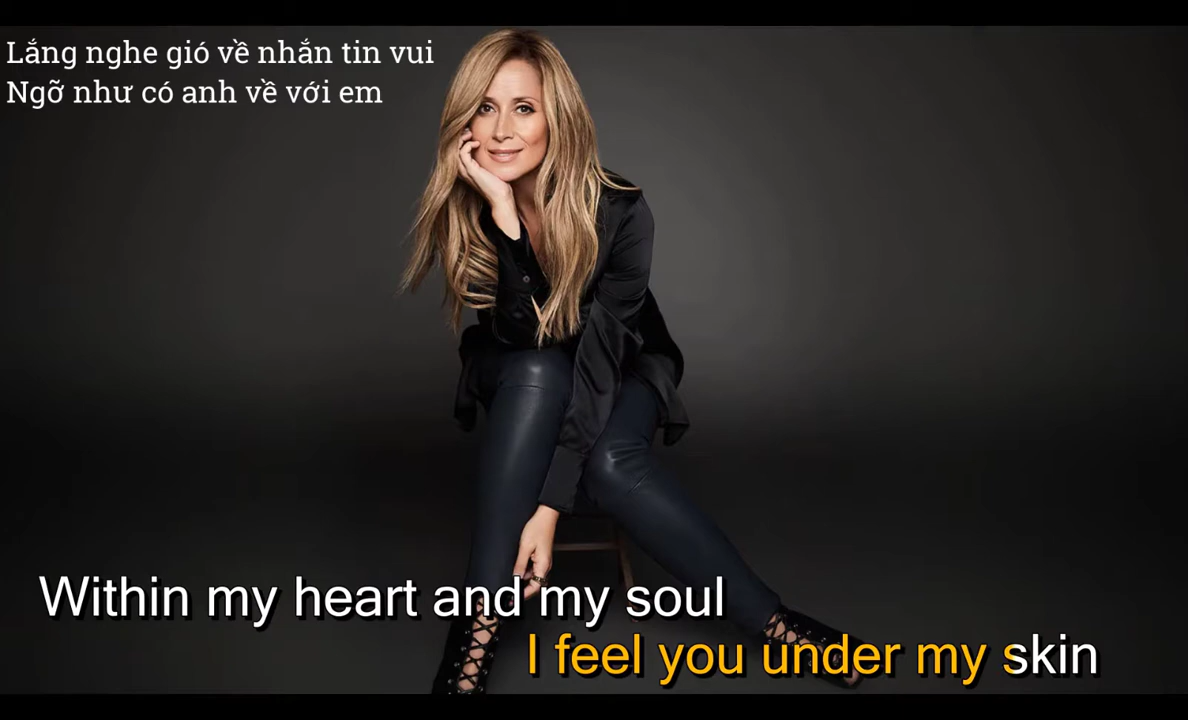 Lắng nghe gió về nhắn tin vui
Ngỡ như có anh về với em
Within my heart and my soul
I feel you under my skin